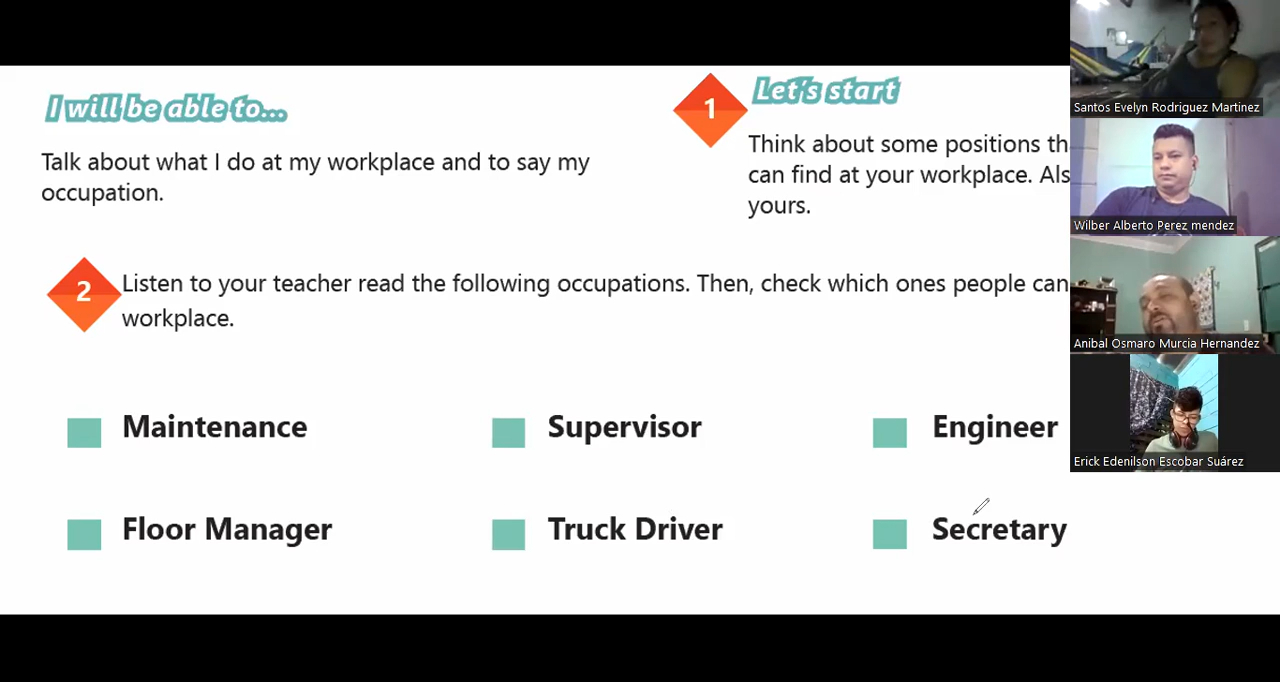 I will be able to...
Talk about what I do at my workplace and to say my
occupation.
1
Let's start
Think about some positions
can find at your workplace.
yours.
2
Listen to your teacher read the following occupations. Then, check which ones people can
workplace.
Maintenance
Supervisor
Engineer
Floor Manager
Truck Driver
Secretary
Santos Evelyn Rodriguez Martinez
Wilber Alberto Perez mendez
Anibal Osmaro Murcia Hernandez
Erick Edenilson Escobar Suárez